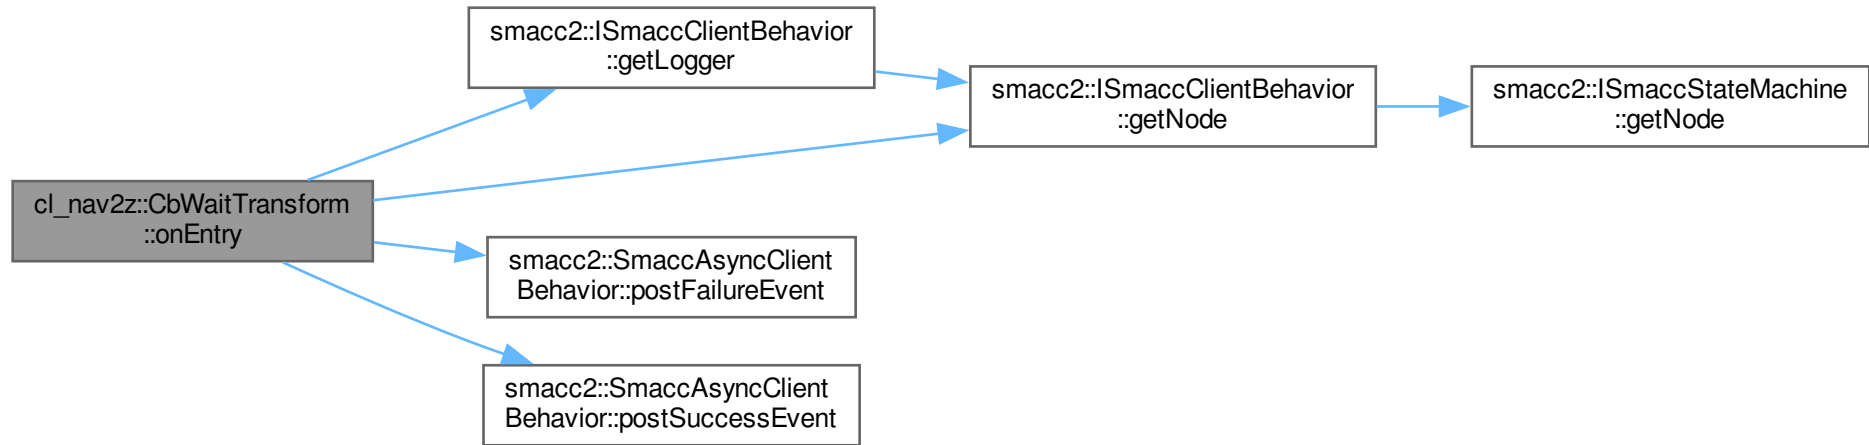 smacc2::ISmaccClientBehavior
::getLogger
smacc2::ISmaccClientBehavior
::getNode
smacc2::ISmaccStateMachine
::getNode
cl_nav2z::CbWaitTransform
::onEntry
smacc2::SmaccAsyncClient
Behavior::postFailureEvent
smacc2::SmaccAsyncClient
Behavior::postSuccessEvent